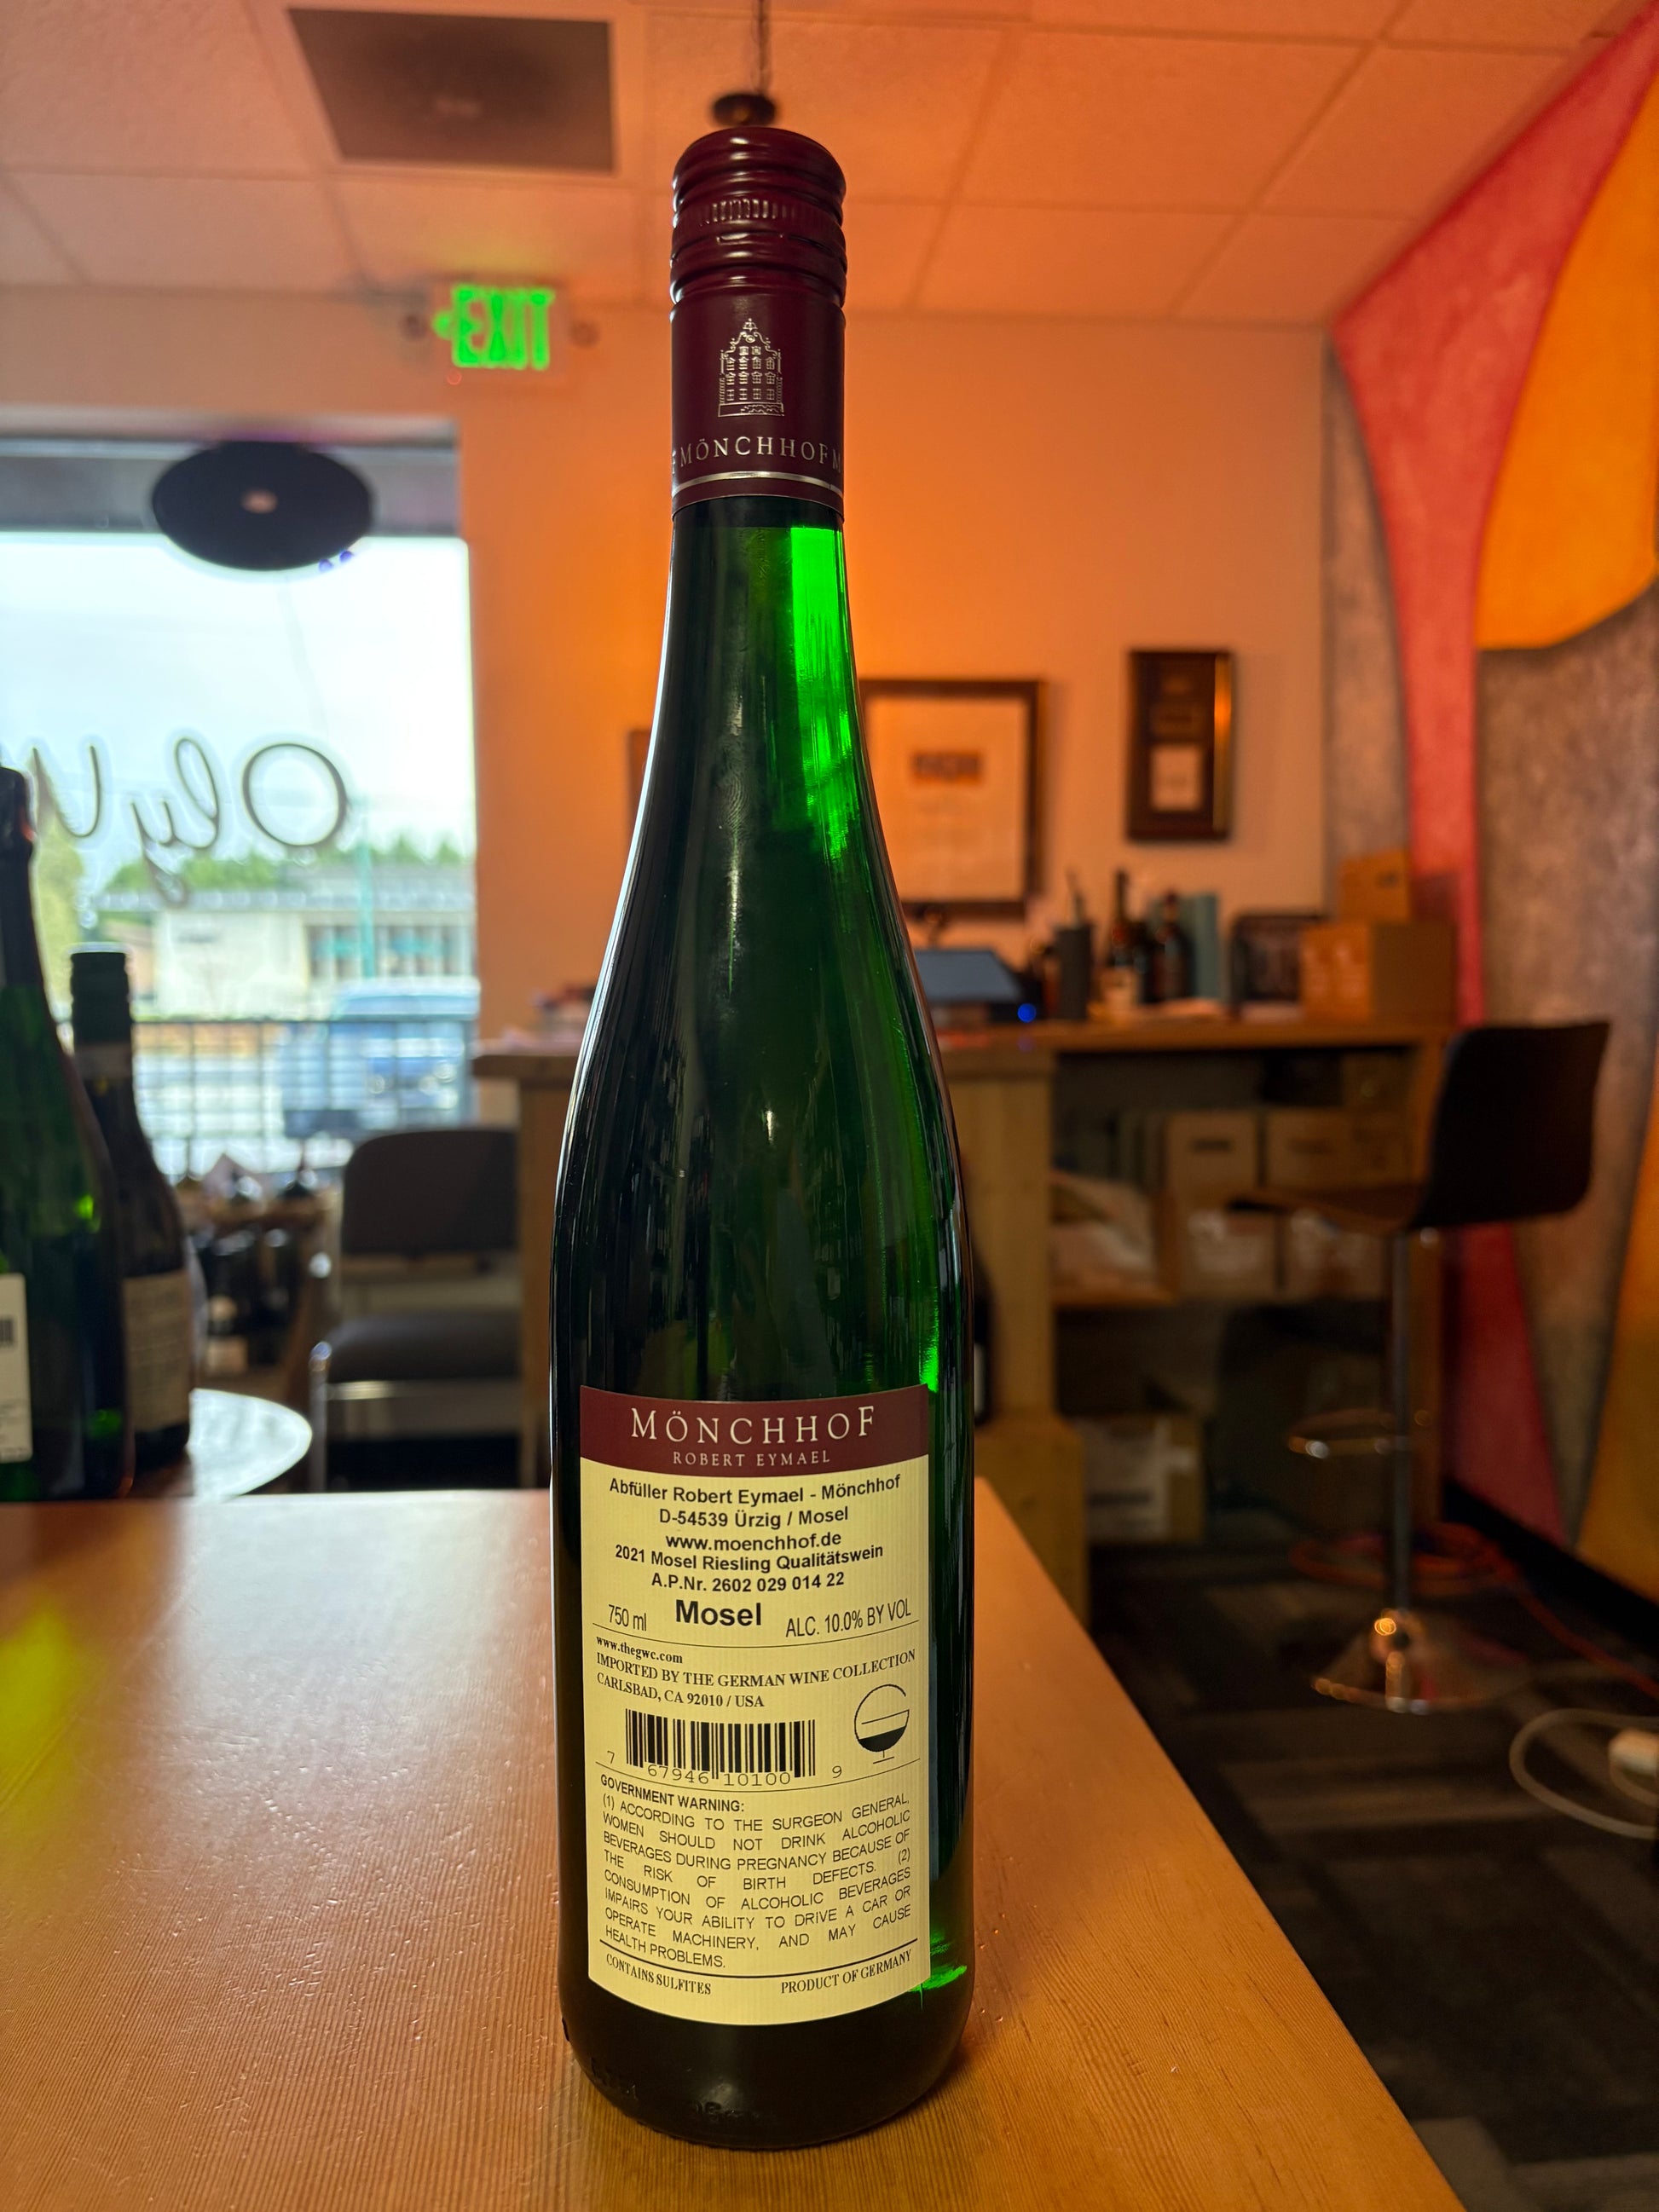 EXIT
MÖNCHHOF
Oly
MÖNCHHOF
ROBERT EYMAEL
Abfüller Robert Eymael - Mönchhof
D-54539 Ürzig / Mosel
www.moenchhof.de
2021 Mosel Riesling Qualitätswein
A.P.Nr. 2602 029 014 22
750 ml Mosel ALC. 10.0% BY VOL
www.thegwc.com
IMPORTED BY THE GERMAN WINE COLLECTION
CARLSBAD, CA 92010 / USA
7 67946 10100 9
GOVERNMENT WARNING:
(1) ACCORDING TO THE SURGEON GENERAL,
WOMEN SHOULD NOT DRINK ALCOHOLIC
BEVERAGES DURING PREGNANCY BECAUSE OF
THE RISK OF BIRTH DEFECTS. (2)
CONSUMPTION OF ALCOHOLIC BEVERAGES
IMPAIRS YOUR ABILITY TO DRIVE A CAR OR
OPERATE MACHINERY, AND MAY CAUSE
HEALTH PROBLEMS.
CONTAINS SULFITES PRODUCT OF GERMANY